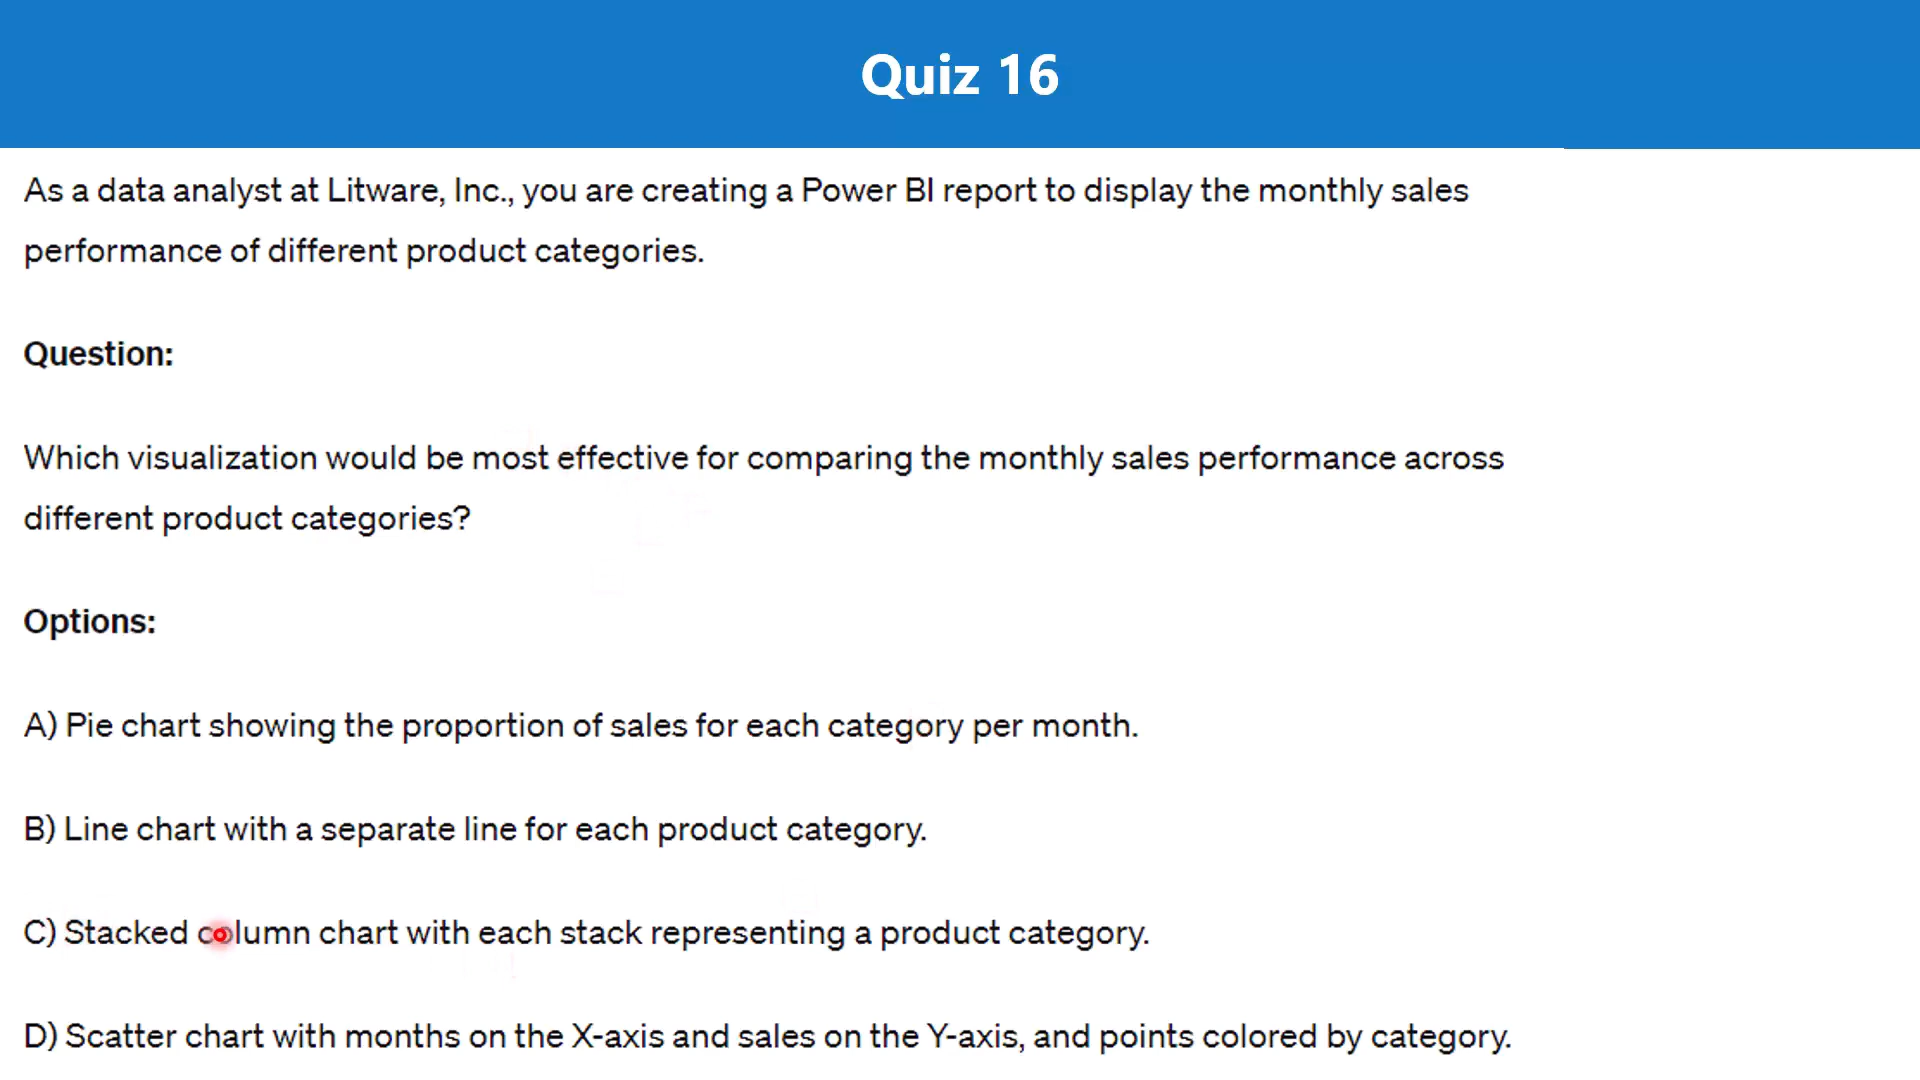 Quiz 16
As a data analyst at Litware, Inc., you are creating a Power BI report to display the monthly sales
performance of different product categories.
Question:
Which visualization would be most effective for comparing the monthly sales performance across
different product categories?
Options:
A) Pie chart showing the proportion of sales for each category per month.
B) Line chart with a separate line for each product category.
C) Stacked column chart with each stack representing a product category.
D) Scatter chart with months on the X-axis and sales on the Y-axis, and points colored by category.